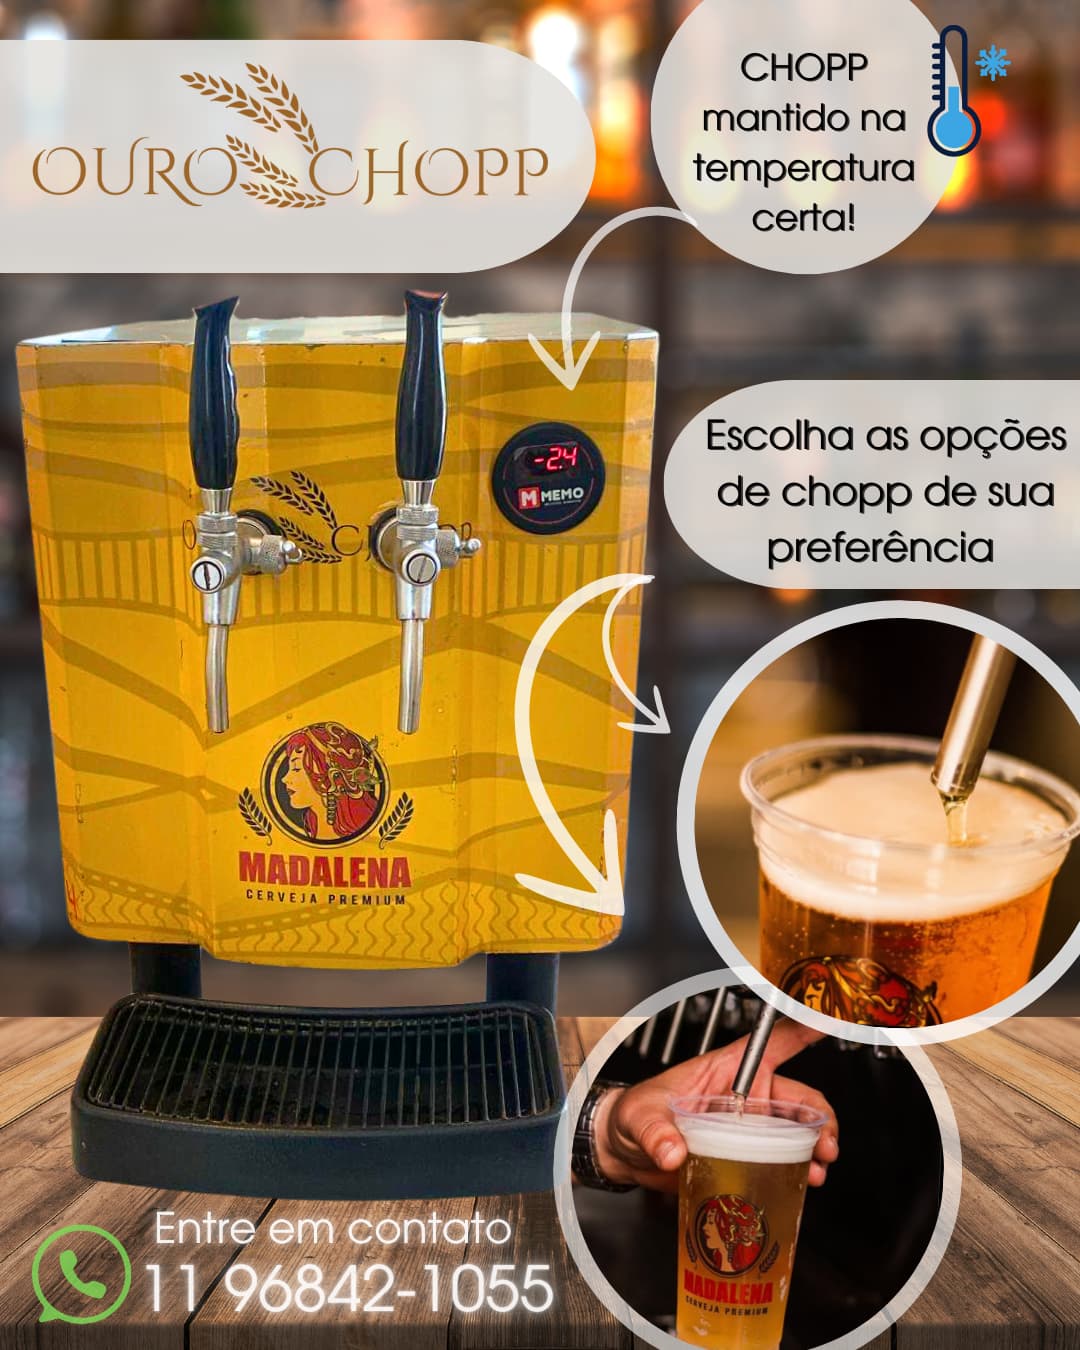 OURO CHOPP
CHOPP
mantido na
temperatura
certa!
Escolha as opções
de chopp de sua
preferência
-2.4
M MEMO
MADALENA
CERVEJA PREMIUM
MADALENA
CERVEJA PREMIUM
Entre em contato
11 96842-1055